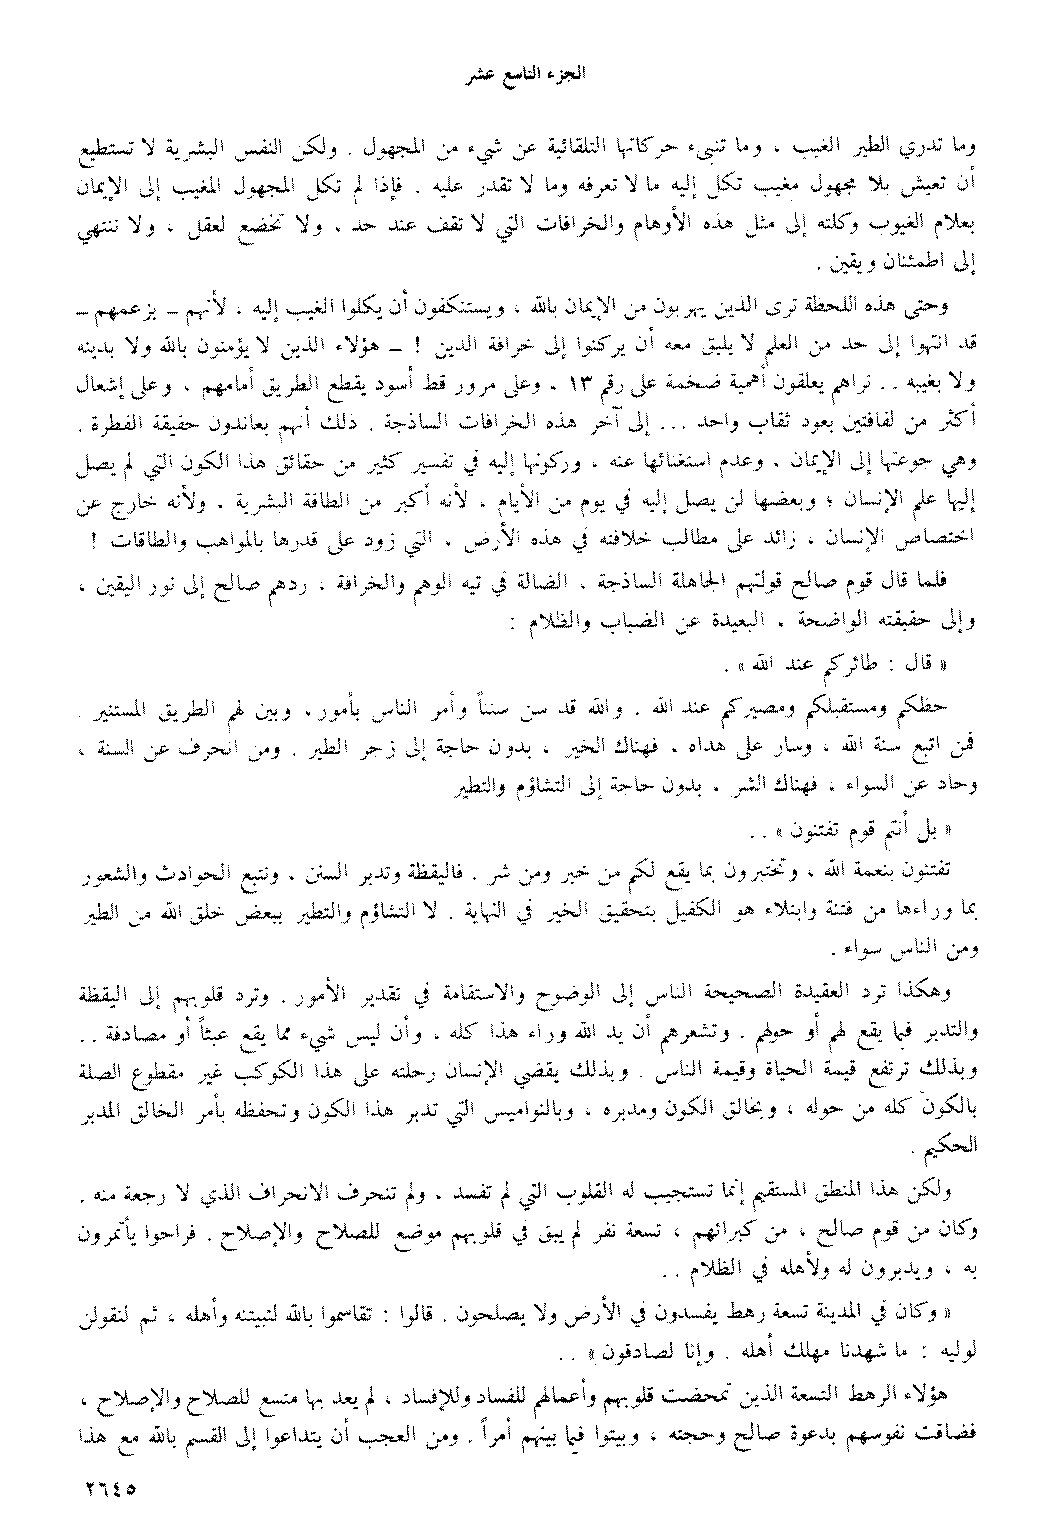 الجزء التاسع عشر
وما تدري الطير الغيب ، وما تنبىء حركاتها التلقائية عن شيء من المجهول . ولكن النفس البشرية لا تستطيع
أن تعيش بلا مجهول مغيب تكل إليه ما لا تعرفه وما لا تقدر عليه . فإذا لم تكل المجهول المغيب إلى الإيمان
بعلام الغيوب وكلته إلى مثل هذه الأوهام والخرافات التي لا تقف عند حد ، ولا تخضع لعقل ، ولا تنتهي
إلى اطمئنان ويقين .
وحتى هذه اللحظة ترى الذين يهربون من الإيمان بالله ، ويستنكفون أن يكلوا الغيب إليه ، لأنهم – بزعمهم –
قد انتهوا إلى حد من العلم لا يليق معه أن يركنوا إلى خرافة الدين ! – هؤلاء الذين لا يؤمنون بالله ولا بدينه
ولا بغيبه .. نراهم يعلقون أهمية ضخمة على رقم ١٣ ، وعلى مرور قط أسود يقطع الطريق أمامهم ، وعلى إشعال
أكثر من لفافتين بعود ثقاب واحد ... إلى آخر هذه الخرافات الساذجة . ذلك أنهم يعاندون حقيقة الفطرة .
وهي جوعتها إلى الإيمان ، وعدم استغنائها عنه ، وركونها إليه في تفسير كثير من حقائق هذا الكون التي لم يصل
إليها علم الإنسان ؛ وبعضها لن يصل إليه في يوم من الأيام ، لأنه أكبر من الطاقة البشرية ، ولأنه خارج عن
اختصاص الإنسان ، زائد على مطالب خلافته في هذه الأرض ، التي زود على قدرها بالمواهب والطاقات !
فلما قال قوم صالح قولتهم الجاهلة الساذجة ، الضالة في تيه الوهم والخرافة ، ردهم صالح إلى نور اليقين ،
وإلى حقيقته الواضحة ، البعيدة عن الضباب والظلام :
« قال : طائركم عند الله » .
حظكم ومستقبلكم ومصيركم عند الله . والله قد سن سنناً وأمر الناس بأمور ، وبين لهم الطريق المستنير .
فمن اتبع سنة الله ، وسار على هداه ، فهناك الخير ، بدون حاجة إلى زجر الطير . ومن انحرف عن السنة ،
وحاد عن السواء ، فهناك الشر ، بدون حاجة إلى التشاؤم والتطير
« بل أنتم قوم تفتنون » ..
تفتنون بنعمة الله ، وتختبرون بما يقع لكم من خير ومن شر . فاليقظة وتدبر السنن ، وتتبع الحوادث والشعور
بما وراءها من فتنة وابتلاء هو الكفيل بتحقيق الخير في النهاية . لا التشاؤم والتطير ببعض خلق الله من الطير
ومن الناس سواء .
وهكذا ترد العقيدة الصحيحة الناس إلى الوضوح والاستقامة في تقدير الأمور . وترد قلوبهم إلى اليقظة
والتدبر فيما يقع لهم أو حولهم . وتشعرهم أن يد الله وراء هذا كله ، وأن ليس شيء مما يقع عبثاً أو مصادفة ..
وبذلك ترتفع قيمة الحياة وقيمة الناس . وبذلك يقضي الإنسان رحلته على هذا الكوكب غير مقطوع الصلة
بالكون كله من حوله ، وبخالق الكون ومدبره ، وبالنواميس التي تدبر هذا الكون وتحفظه بأمر الخالق المدبر
الحكيم .
ولكن هذا المنطق المستقيم إنما تستجيب له القلوب التي لم تفسد ، ولم تنحرف الانحراف الذي لا رجعة منه .
وكان من قوم صالح ، من كبرائهم ، تسعة نفر لم يبق في قلوبهم موضع للصلاح والإصلاح . فراحوا يأتمرون
به ، ويدبرون له ولأهله في الظلام ..
« وكان في المدينة تسعة رهط يفسدون في الأرض ولا يصلحون . قالوا : تقاسموا بالله لنبيتنه وأهله ، ثم لنقولن
لوليه : ما شهدنا مهلك أهله . وإنا لصادقون » ..
هؤلاء الرهط التسعة الذين تمحضت قلوبهم وأعمالهم للفساد وللإفساد ، لم يعد بها متسع للصلاح والإصلاح ،
فضاقت نفوسهم بدعوة صالح وحجته ، وبيتوا فيما بينهم أمراً . ومن العجب أن يتداعوا إلى القسم بالله مع هذا
٢٦٤٥